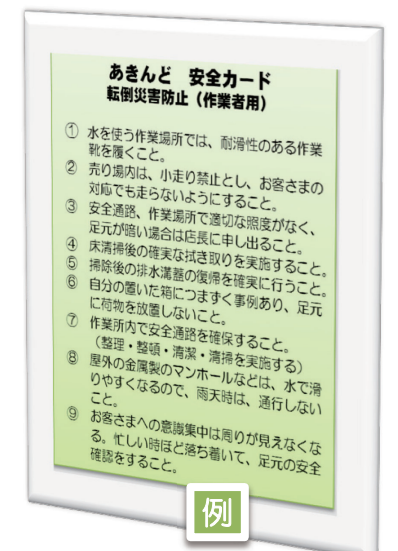 あきんど 安全カード
転倒災害防止（作業者用）
① 水を使う作業場所では、耐滑性のある作業
靴を履くこと。
② 売り場内は、小走り禁止とし、お客さまの
対応でも走らないようにすること。
③ 安全通路、作業場所で適切な照度がなく、
足元が暗い場合は店長に申し出ること。
④ 床清掃後の確実な拭き取りを実施すること。
⑤ 掃除後の排水溝蓋の復帰を確実に行うこと。
⑥ 自分の置いた箱につまずく事例あり、足元
に荷物を放置しないこと。
⑦ 作業所内で安全通路を確保すること。
（整理・整頓・清潔・清掃を実施する）
⑧ 屋外の金属製のマンホールなどは、水で滑
りやすくなるので、雨天時は、通行しない
こと。
⑨ お客さまへの意識集中は周りが見えなくな
る。忙しい時ほど落ち着いて、足元の安全
確認をすること。
例